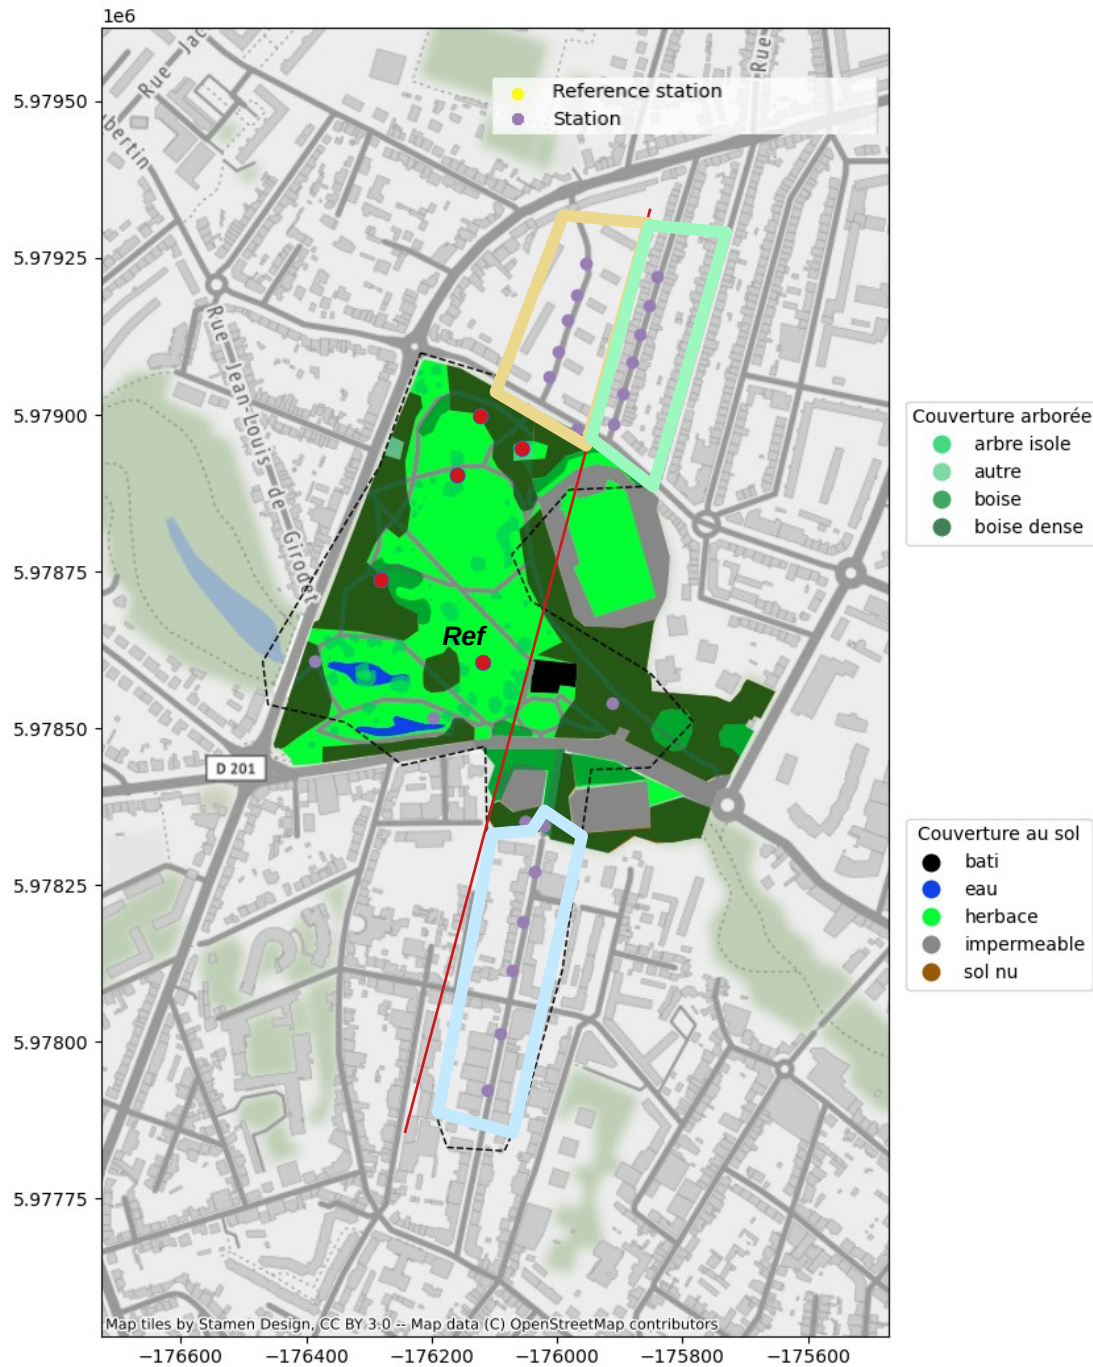 1e6
Rue Jac
Rue
Reference station
Station
5.97950
bertin
5.97925
Rue Jean-Louis de Girodet
5.97900
Couverture arborée
arbre isole
autre
boise
boise dense
5.97875
Ref
5.97850
D 201
Couverture au sol
bati
eau
herbace
impermeable
sol nu
5.97825
5.97800
5.97775
Map tiles by Stamen Design, CC BY 3.0 -- Map data (C) OpenStreetMap contributors
−176600 −176400 −176200 −176000 −175800 −175600